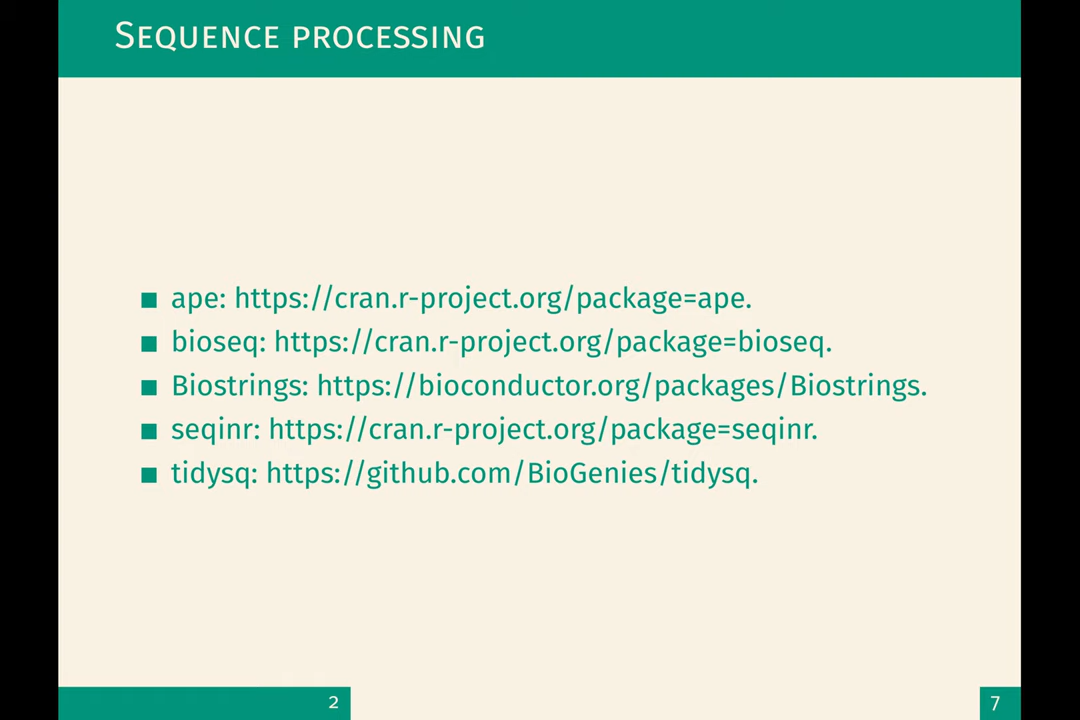 Sequence processing
■ ape: https://cran.r-project.org/package=ape.
■ bioseq: https://cran.r-project.org/package=bioseq.
■ Biostrings: https://bioconductor.org/packages/Biostrings.
■ seqinr: https://cran.r-project.org/package=seqinr.
■ tidysq: https://github.com/BioGenies/tidysq.
2
7